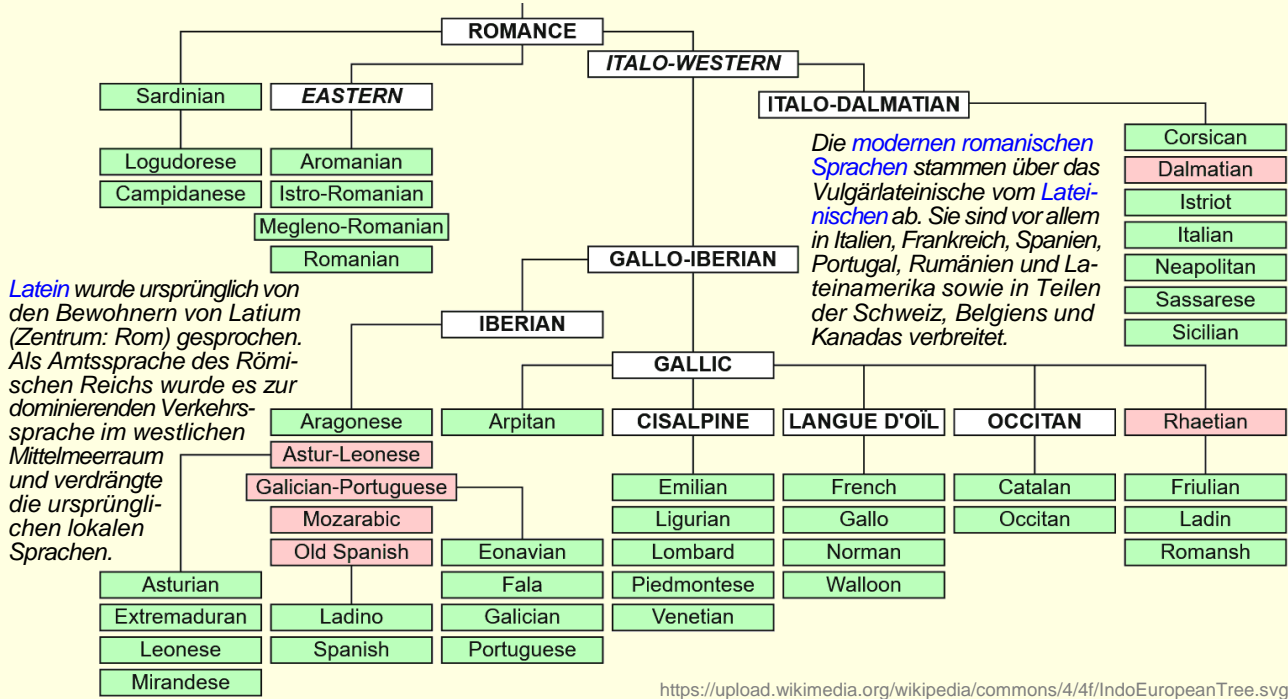 ROMANCE
ITALO-WESTERN
Sardinian
EASTERN
ITALO-DALMATIAN
Logudorese
Campidanese
Aromanian
Istro-Romanian
Megleno-Romanian
Romanian
Die modernen romanischen
Sprachen stammen über das
Vulgärlateinische vom Latei-
nischen ab. Sie sind vor allem
in Italien, Frankreich, Spanien,
Portugal, Rumänien und La-
teinamerika sowie in Teilen
der Schweiz, Belgiens und
Kanadas verbreitet.
Corsican
Dalmatian
Istriot
Italian
Neapolitan
Sassarese
Sicilian
GALLO-IBERIAN
Latein wurde ursprünglich von
den Bewohnern von Latium
(Zentrum: Rom) gesprochen.
Als Amtssprache des Römi-
schen Reichs wurde es zur
dominierenden Verkehrs-
sprache im westlichen
Mittelmeerraum
und verdrängte
die ursprüngli-
chen lokalen
Sprachen.
IBERIAN
GALLIC
Aragonese
Astur-Leonese
Galician-Portuguese
Mozarabic
Old Spanish
Arpitan
CISALPINE
LANGUE D'OÏL
OCCITAN
Rhaetian
Asturian
Extremaduran
Leonese
Mirandese
Ladino
Spanish
Eonavian
Fala
Galician
Portuguese
Emilian
Ligurian
Lombard
Piedmontese
Venetian
French
Gallo
Norman
Walloon
Catalan
Occitan
Friulian
Ladin
Romansh
https://upload.wikimedia.org/wikipedia/commons/4/4f/IndoEuropeanTree.svg